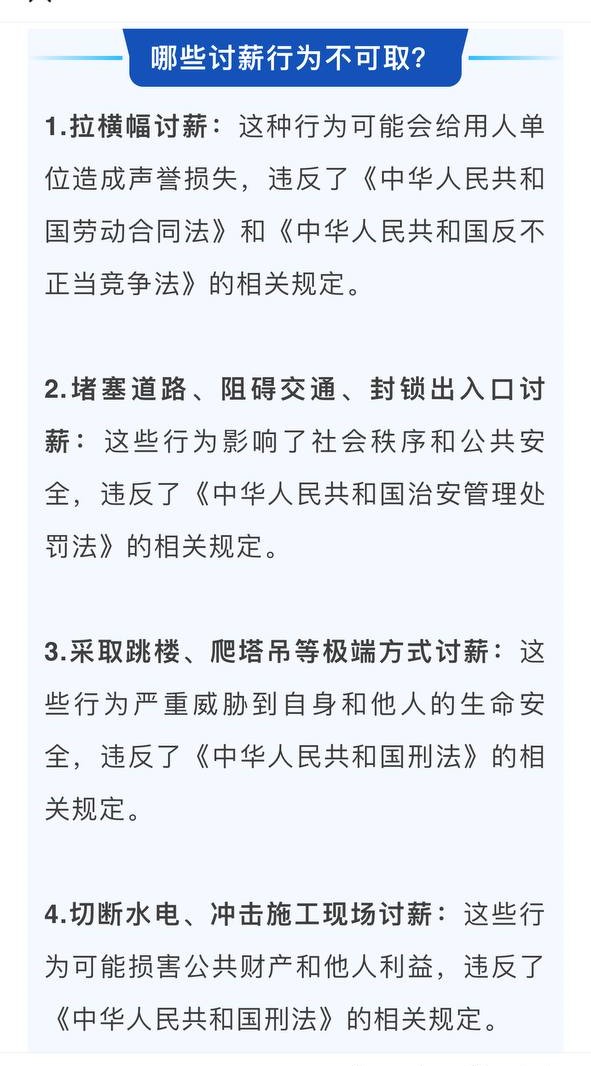 哪些讨薪行为不可取？
1.拉横幅讨薪：这种行为可能会给用人单
位造成声誉损失，违反了《中华人民共和
国劳动合同法》和《中华人民共和国反不
正当竞争法》的相关规定。
2.堵塞道路、阻碍交通、封锁出入口讨
薪：这些行为影响了社会秩序和公共安
全，违反了《中华人民共和国治安管理处
罚法》的相关规定。
3.采取跳楼、爬塔吊等极端方式讨薪：这
些行为严重威胁到自身和他人的生命安
全，违反了《中华人民共和国刑法》的相
关规定。
4.切断水电、冲击施工现场讨薪：这些行
为可能损害公共财产和他人利益，违反了
《中华人民共和国刑法》的相关规定。